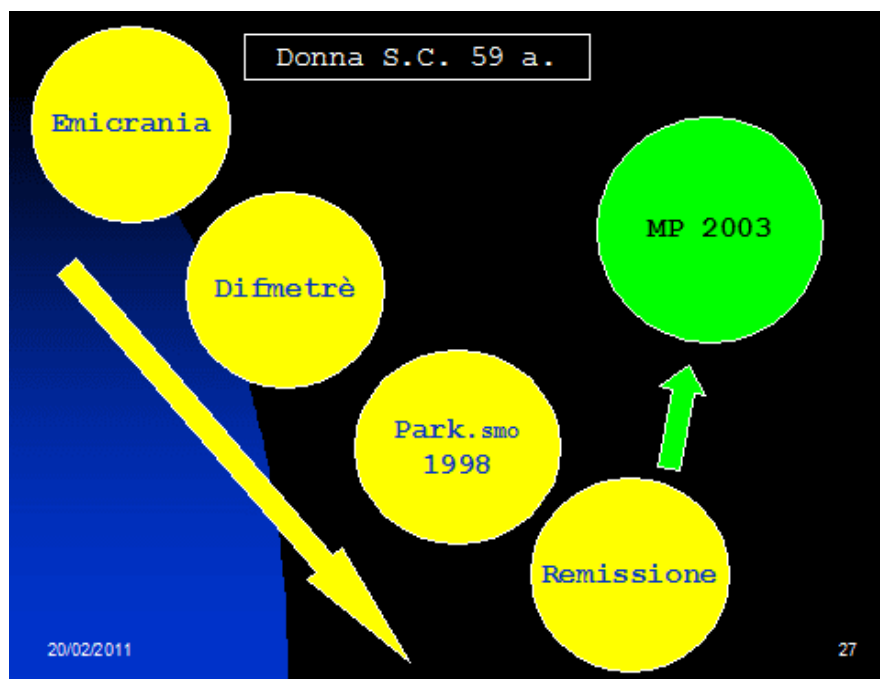 Donna S.C. 59 a.
Emicrania
MP 2003
Difmetrè
Park.smo
1998
Remissione
20/02/2011
27